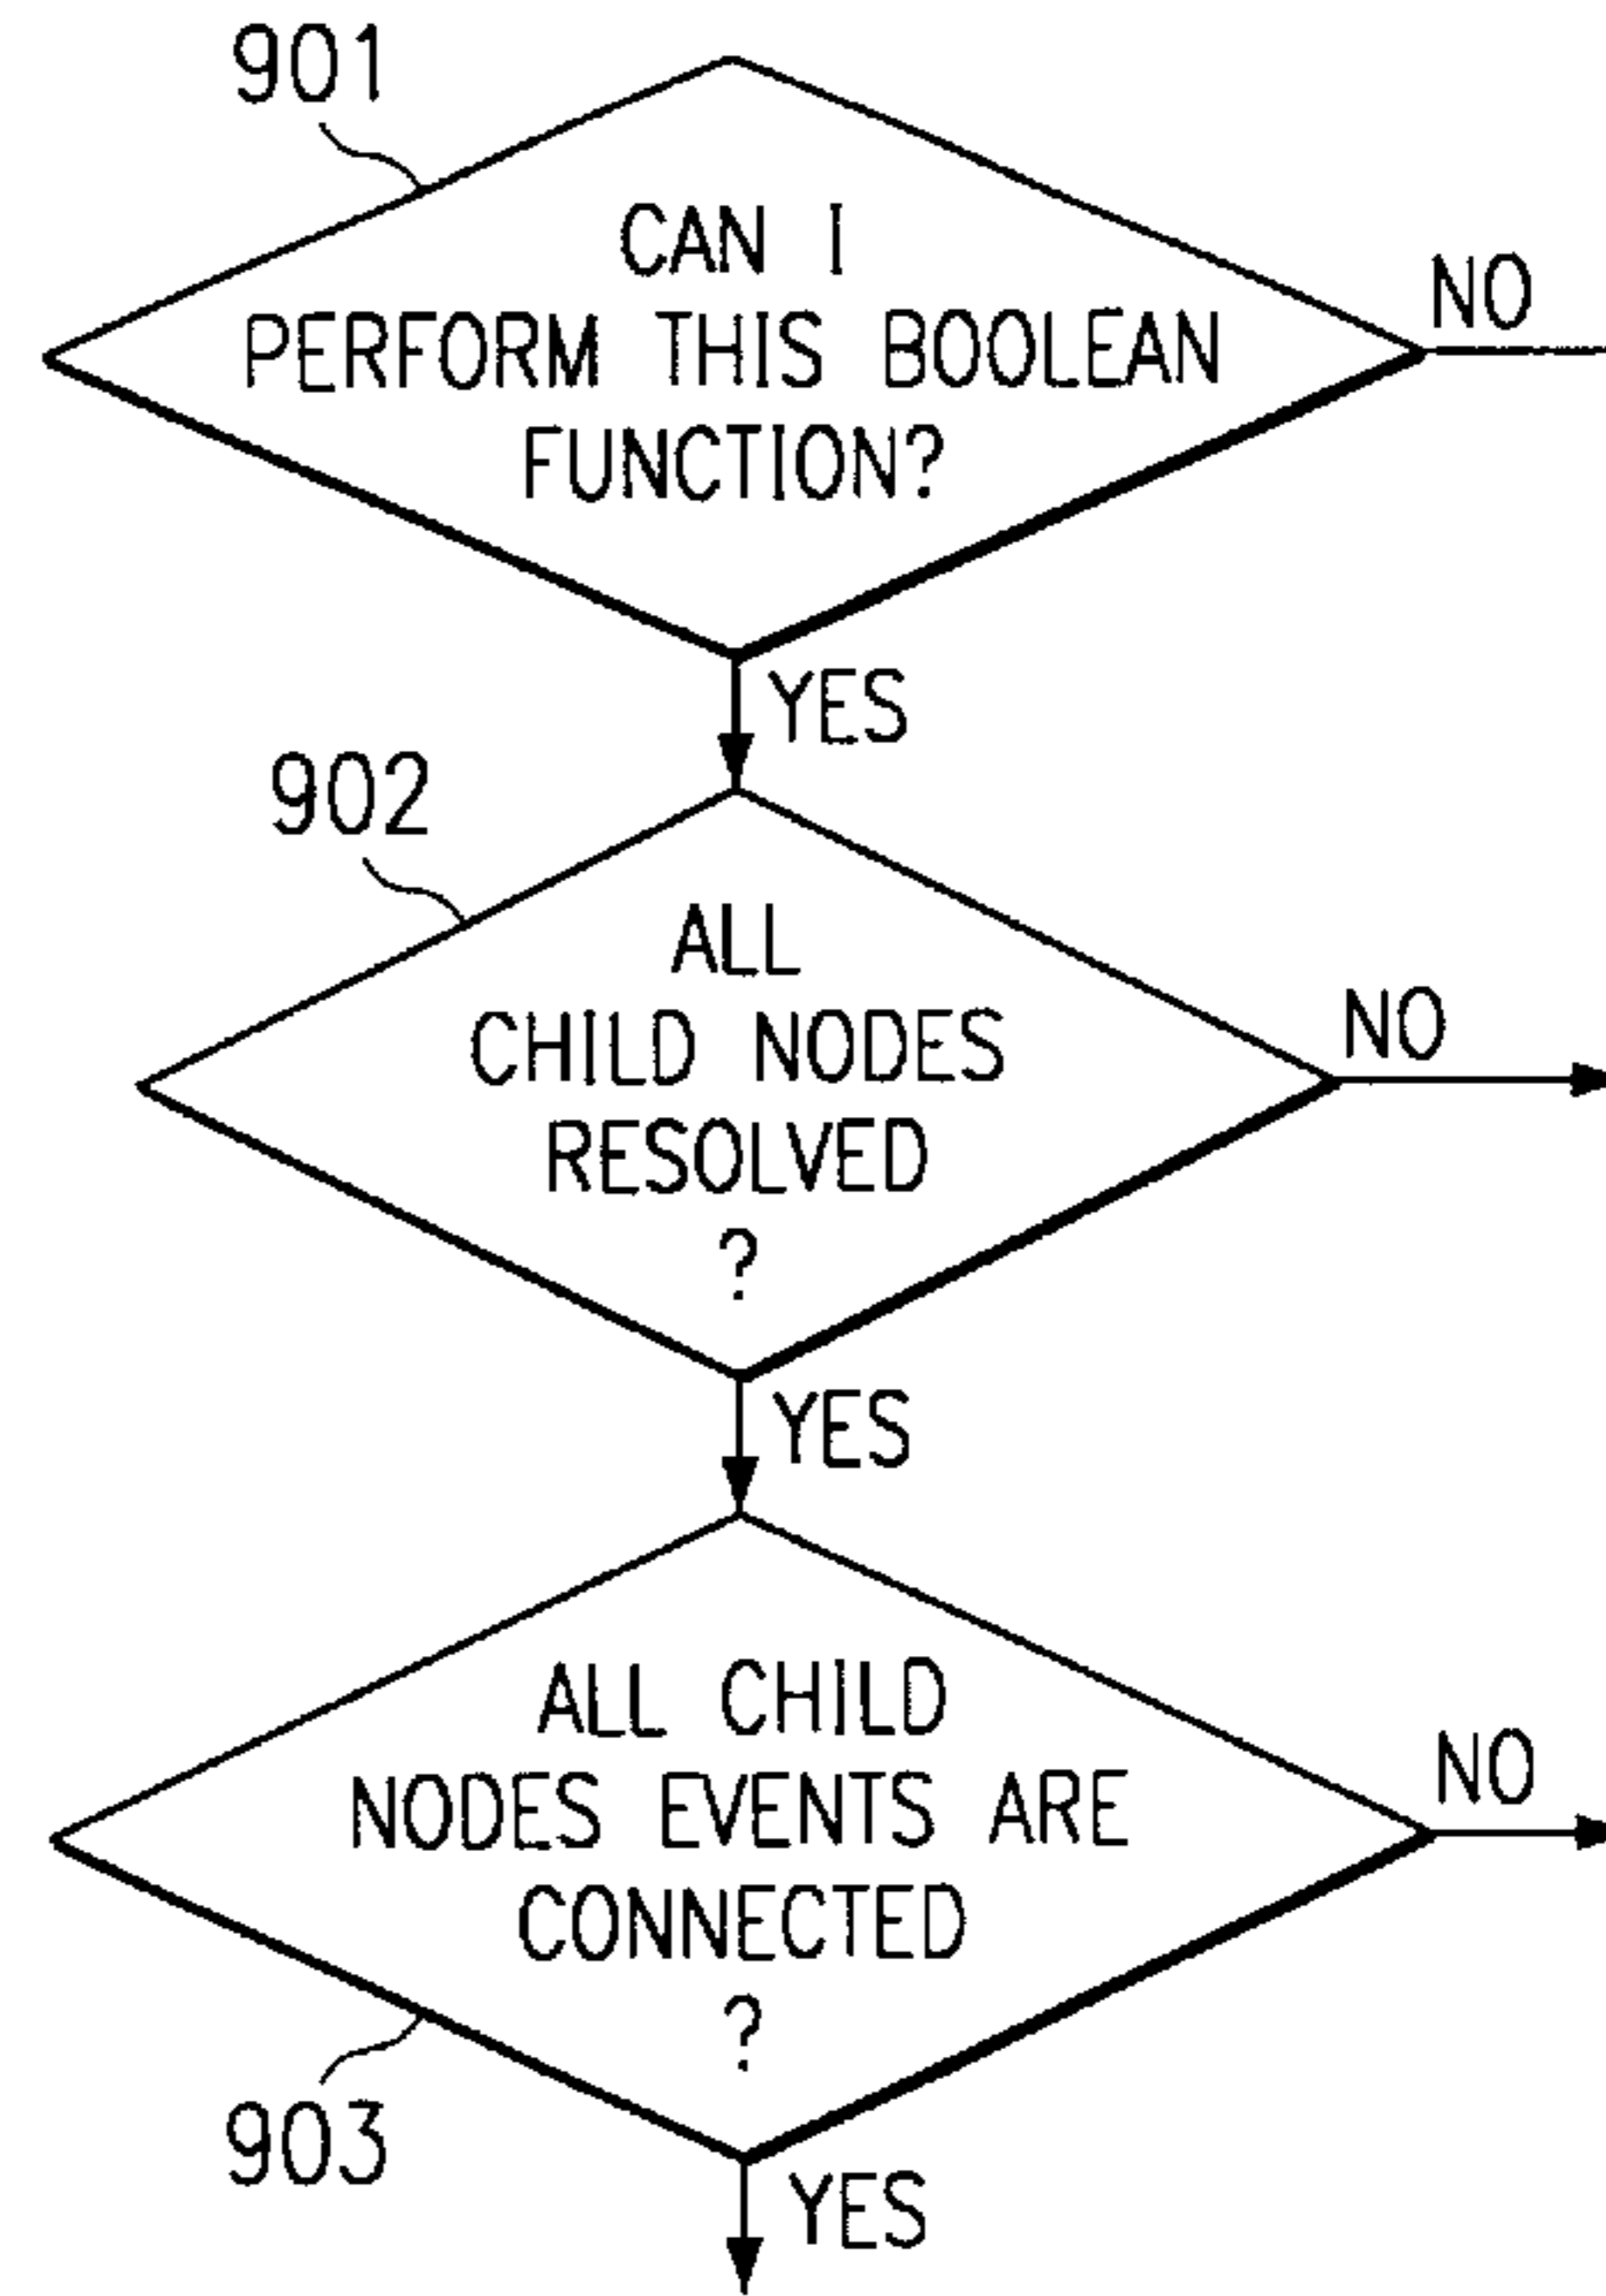 901
CAN I
PERFORM THIS BOOLEAN
FUNCTION?
NO
YES
902
ALL
CHILD NODES
RESOLVED
?
NO
YES
ALL CHILD
NODES EVENTS ARE
CONNECTED
?
NO
903
YES